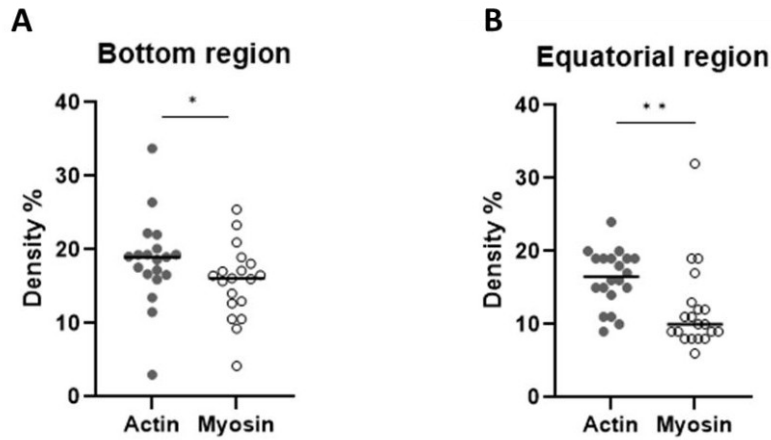 A
Bottom region
*
Density %
40
30
20
10
0
Actin Myosin
B
Equatorial region
* *
Density %
40
30
20
10
0
Actin Myosin